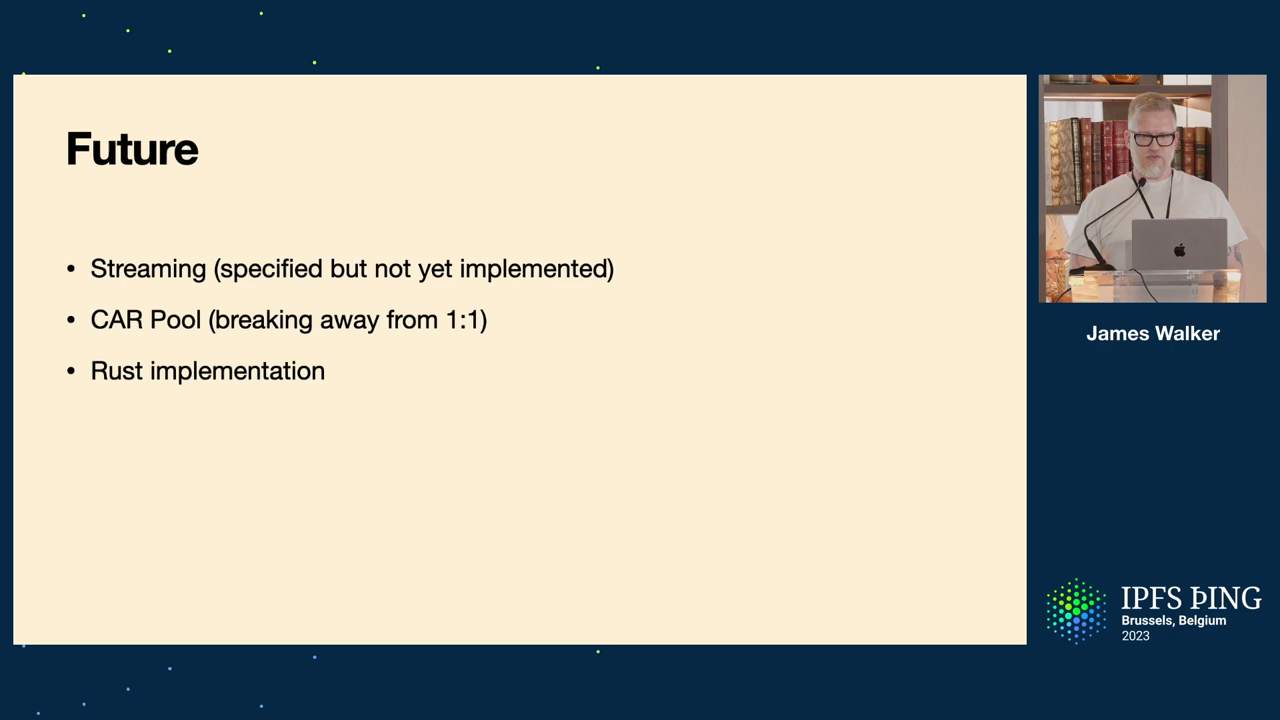 Future
• Streaming (specified but not yet implemented)
• CAR Pool (breaking away from 1:1)
• Rust implementation
James Walker
IPFS ÞING
Brussels, Belgium
2023